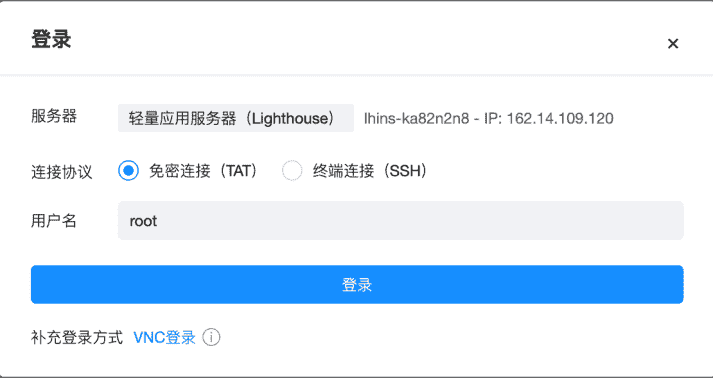 登录
×
服务器 轻量应用服务器（Lighthouse） lhins-ka82n2n8 - IP: 162.14.109.120
连接协议 免密连接（TAT） 终端连接（SSH）
用户名 root
登录
补充登录方式 VNC登录